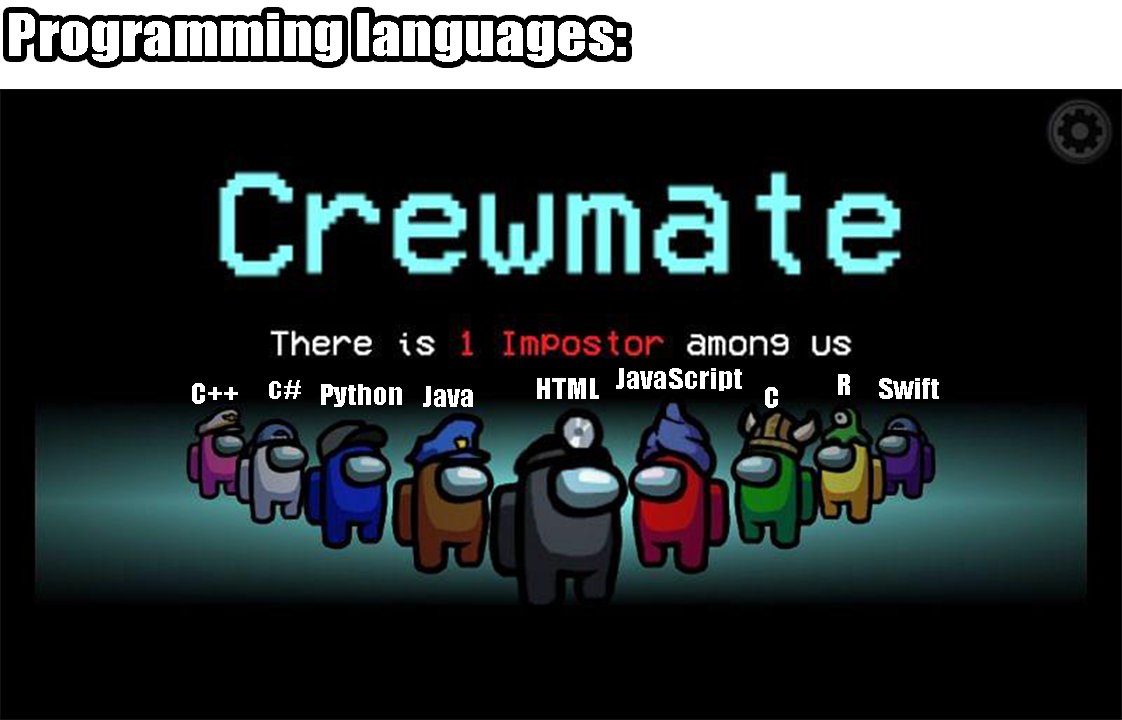 Programming languages:
Crewmate
There is 1 Impostor among us
C++ c# Python Java HTML JavaScript c R Swift